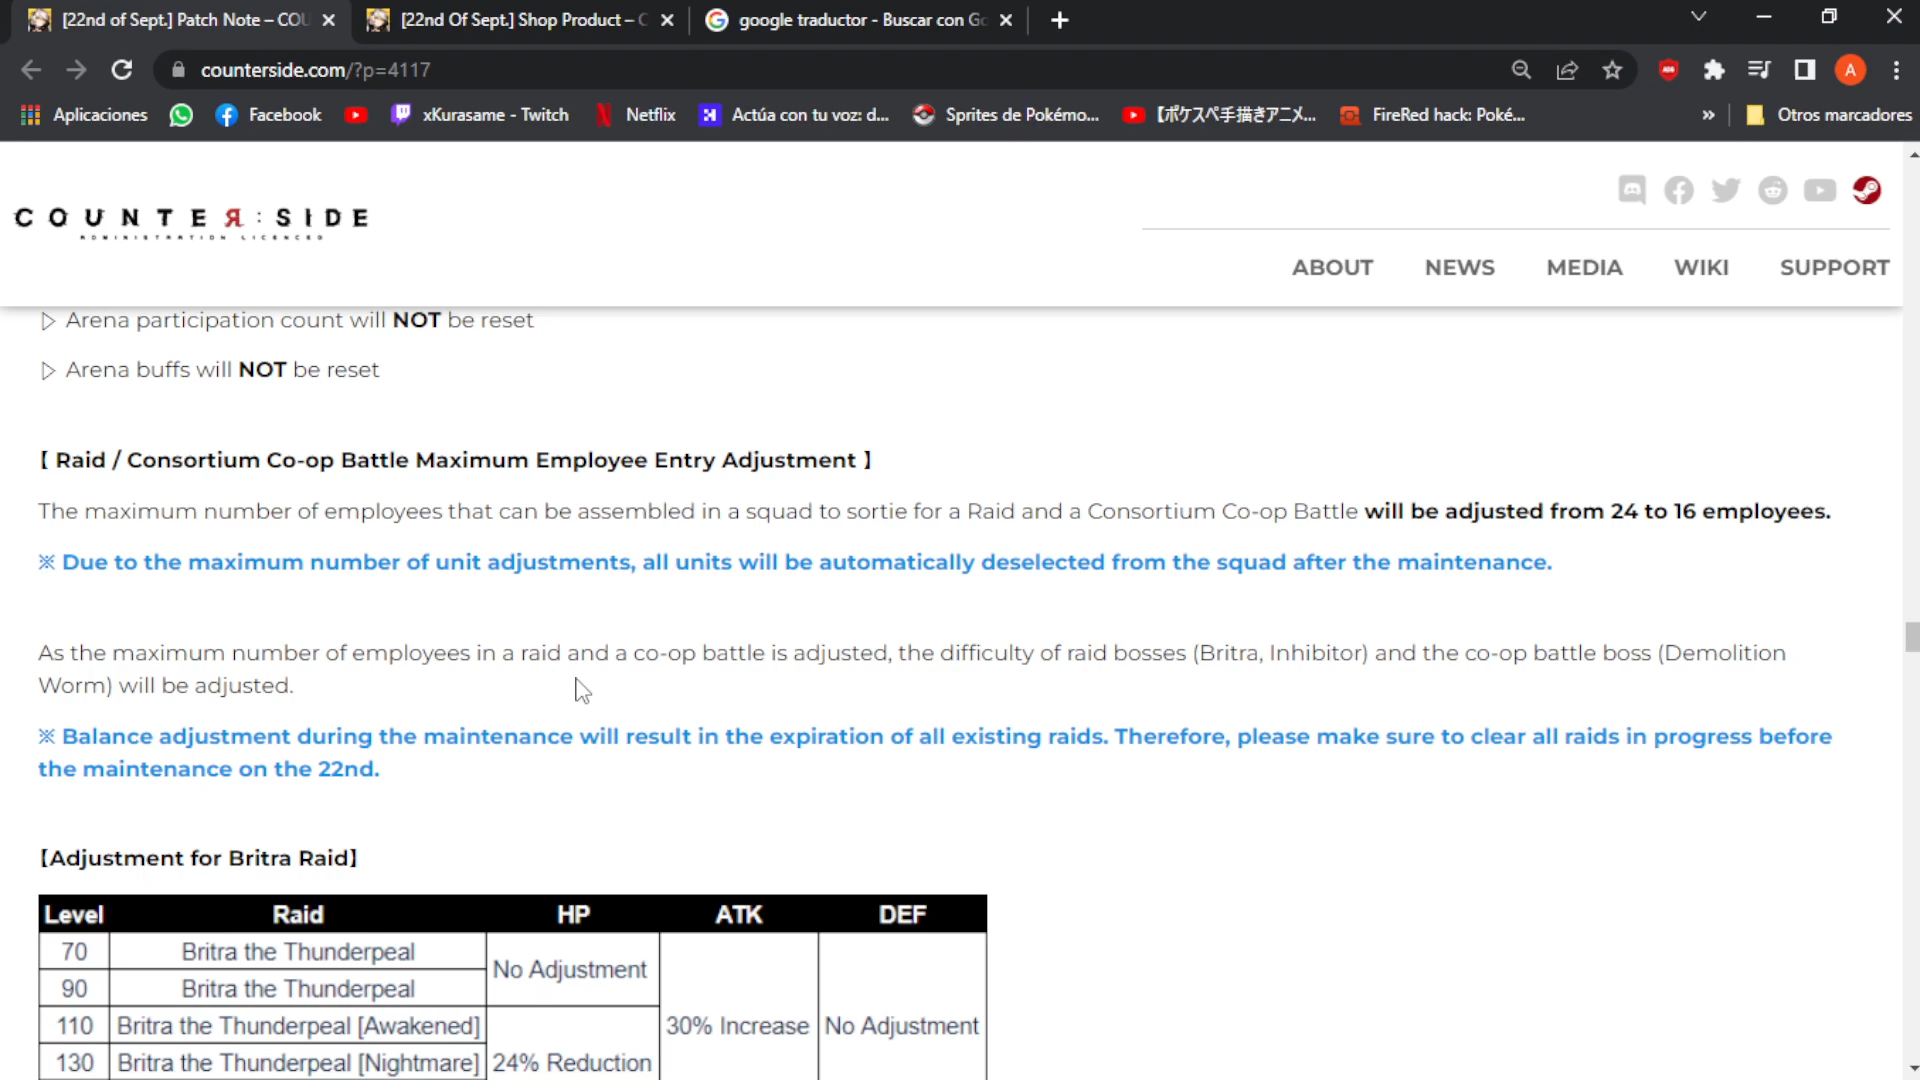 [22nd of Sept.] Patch Note – COU
[22nd Of Sept.] Shop Product – C
google traductor - Buscar con Go
counterside.com/?p=4117
A
Aplicaciones
Facebook
xKurasame - Twitch
Netflix
Actúa con tu voz: d...
Sprites de Pokémo...
【ポケスペ手描きアニメ...
FireRed hack: Poké...
»
Otros marcadores
COUNTER:SIDE
ADMINISTRATION LICENCED
ABOUT
NEWS
MEDIA
WIKI
SUPPORT
▷ Arena participation count will NOT be reset
▷ Arena buffs will NOT be reset
【 Raid / Consortium Co-op Battle Maximum Employee Entry Adjustment 】
The maximum number of employees that can be assembled in a squad to sortie for a Raid and a Consortium Co-op Battle will be adjusted from 24 to 16 employees.
※ Due to the maximum number of unit adjustments, all units will be automatically deselected from the squad after the maintenance.
As the maximum number of employees in a raid and a co-op battle is adjusted, the difficulty of raid bosses (Britra, Inhibitor) and the co-op battle boss (Demolition
Worm) will be adjusted.
※ Balance adjustment during the maintenance will result in the expiration of all existing raids. Therefore, please make sure to clear all raids in progress before
the maintenance on the 22nd.
【Adjustment for Britra Raid】
Level Raid HP ATK DEF
70 Britra the Thunderpeal
No Adjustment
90 Britra the Thunderpeal
110 Britra the Thunderpeal [Awakened] 30% Increase No Adjustment
130 Britra the Thunderpeal [Nightmare] 24% Reduction